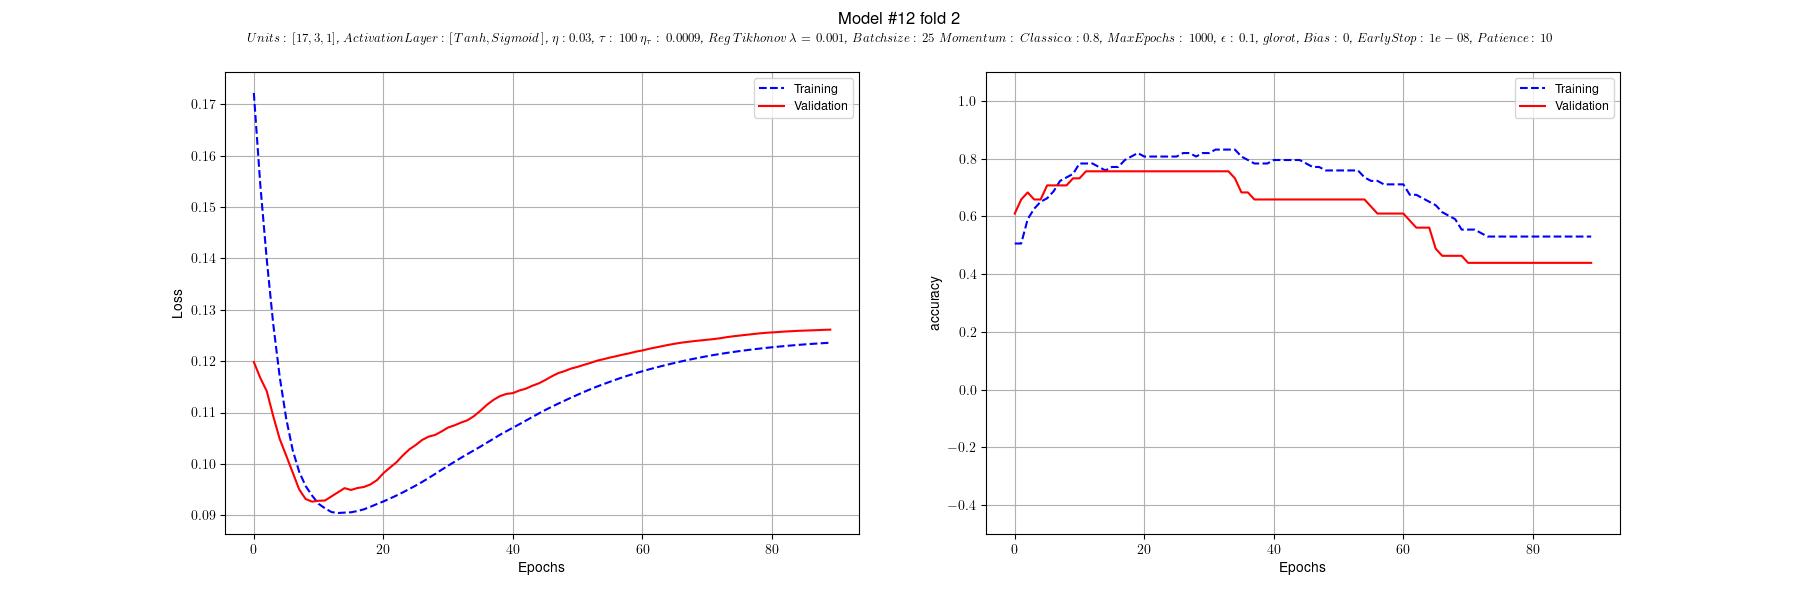 Model #12 fold 2
Units : [17, 3, 1], ActivationLayer : [Tanh, Sigmoid], η : 0.03, τ : 100 η_τ : 0.0009, Reg Tikhonov λ = 0.001, Batchsize : 25 Momentum : Classic α : 0.8, MaxEpochs : 1000, ϵ : 0.1, glorot, Bias : 0, EarlyStop : 1e − 08, Patience : 10
Training
Validation
0.17
0.16
0.15
0.14
0.13
0.12
0.11
0.10
0.09
Loss
0 20 40 60 80
Epochs
Training
Validation
1.0
0.8
0.6
0.4
0.2
0.0
−0.2
−0.4
accuracy
0 20 40 60 80
Epochs